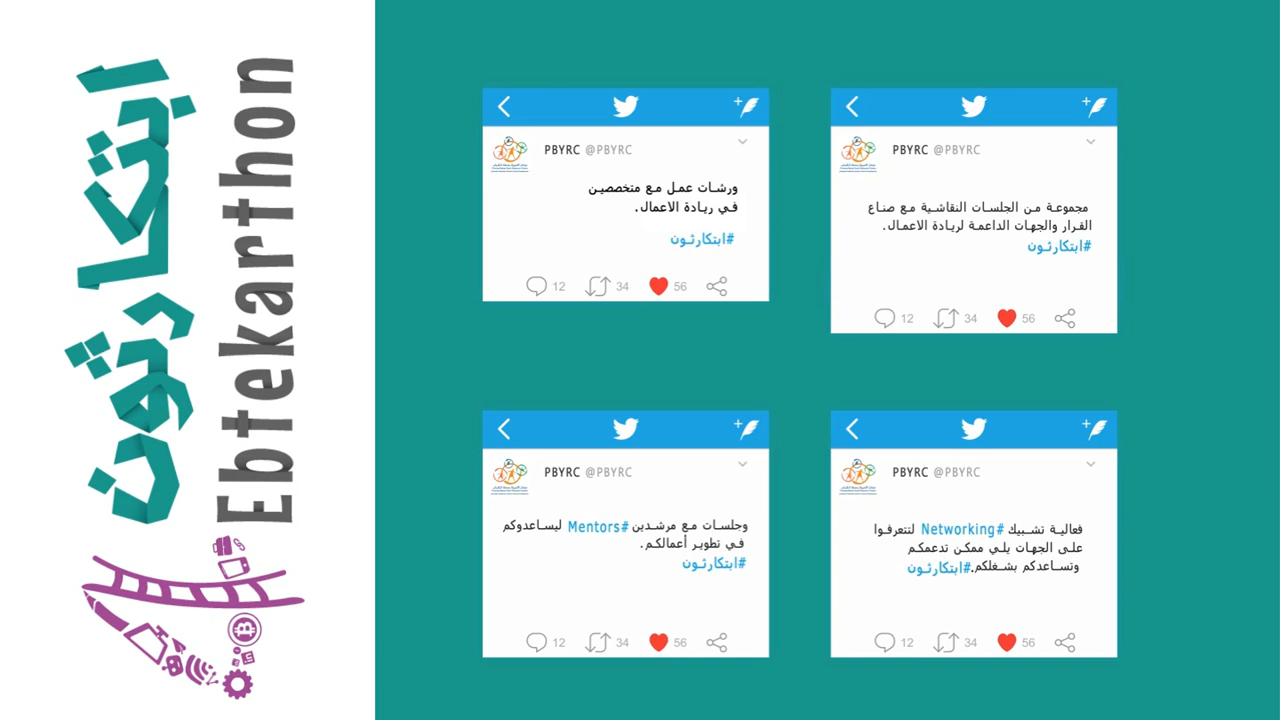 ابتكارثون
Ebtekarthon
PBYRC @PBYRC
ورشات عمل مع متخصصين
في ريادة الاعمال.
#ابتكارثون
12 34 56
PBYRC @PBYRC
مجموعة من الجلسات النقاشية مع صناع
القرار والجهات الداعمة لريادة الاعمال.
#ابتكارثون
12 34 56
PBYRC @PBYRC
وجلسات مع مرشدين #Mentors ليساعدوكم
في تطوير أعمالكم.
#ابتكارثون
12 34 56
PBYRC @PBYRC
فعالية تشبيك #Networking لتتعرفوا
على الجهات يلي ممكن تدعمكم
وتساعدكم بشغلكم.#ابتكارثون
12 34 56